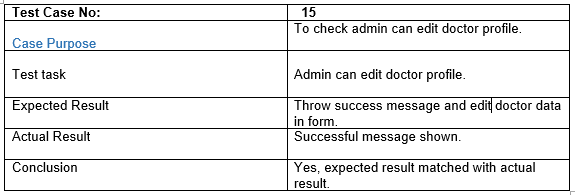 Test Case No: 15
Case Purpose To check admin can edit doctor profile.
Test task Admin can edit doctor profile.
Expected Result Throw success message and edit doctor data
in form.
Actual Result Successful message shown.
Conclusion Yes, expected result matched with actual
result.